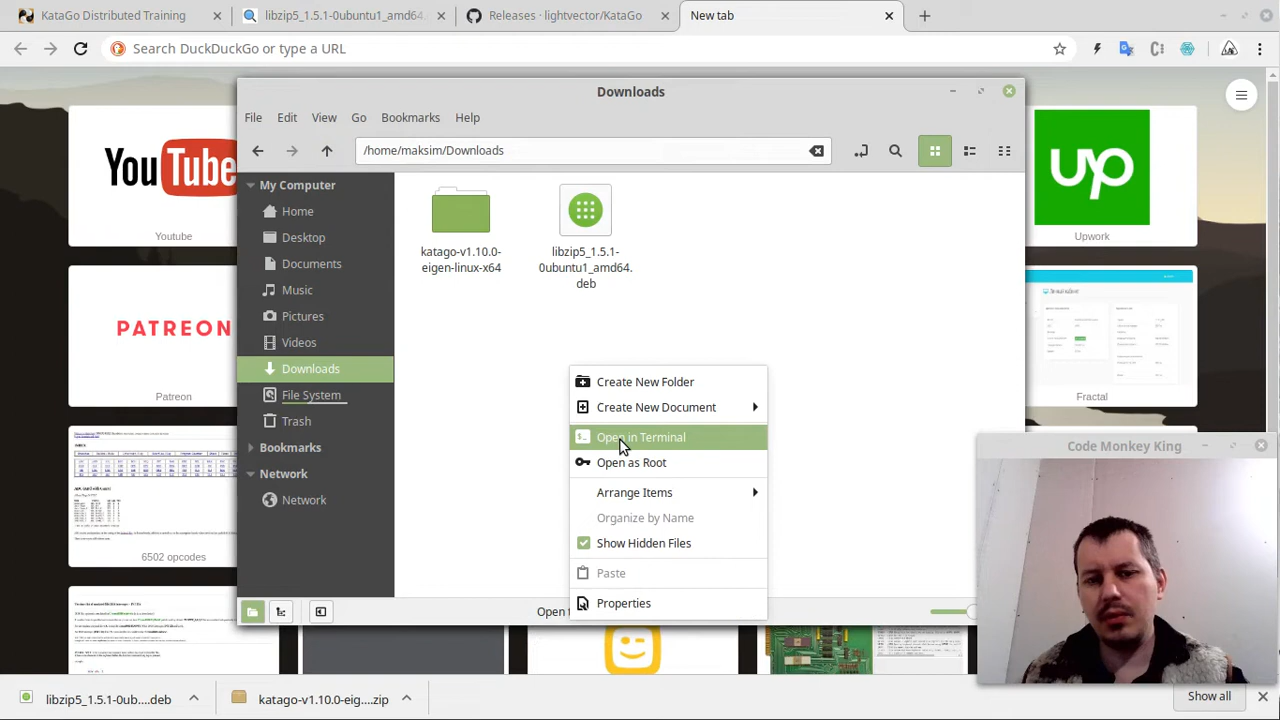 KataGo Distributed Training
libzip5_1.5.1-0ubuntu1_amd64.
Releases · lightvector/KataGo
New tab
Search DuckDuckGo or type a URL
Downloads
File Edit View Go Bookmarks Help
/home/maksim/Downloads
My Computer
Home
Desktop
Documents
Music
Pictures
Videos
Downloads
File System
Trash
Bookmarks
Network
Network
katago-v1.10.0-
eigen-linux-x64
libzip5_1.5.1-
0ubuntu1_amd64.
deb
Create New Folder
Create New Document
Open in Terminal
Open as Root
Arrange Items
Organize by Name
Show Hidden Files
Paste
Properties
You Tube
Youtube
PATREON
Patreon
6502 opcodes
up
Upwork
Fractal
Code Monkey King
libzip5_1.5.1-0ub....deb
katago-v1.10.0-eig....zip
Show all